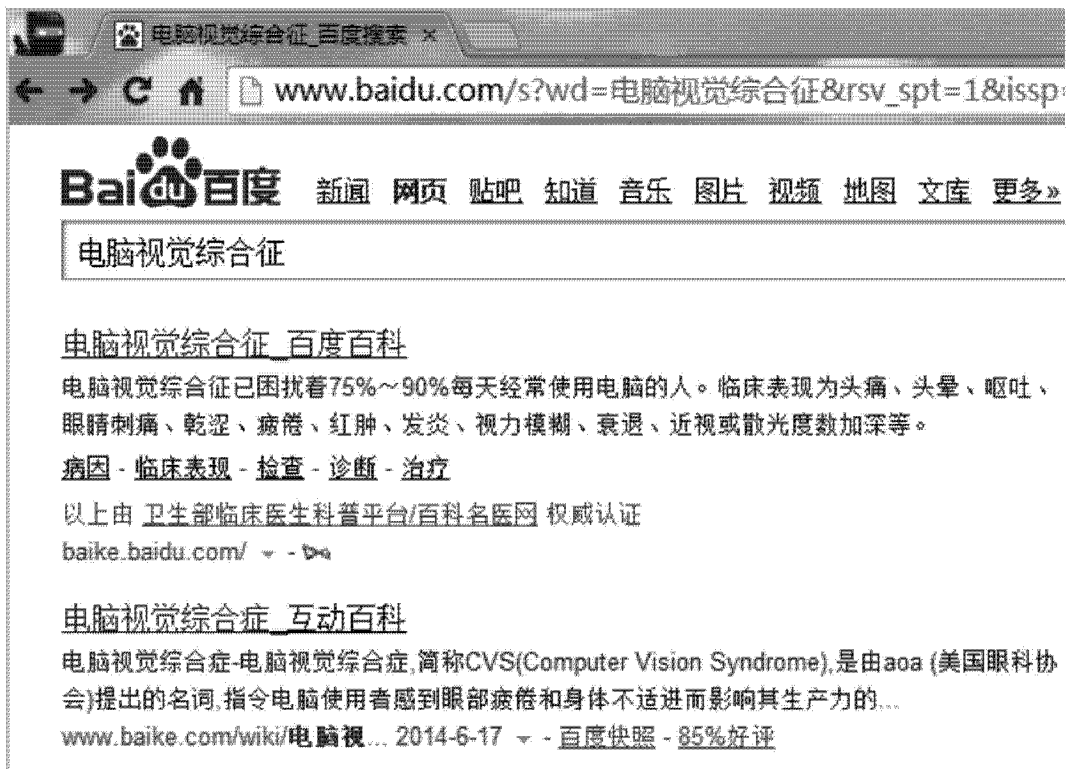 电脑视觉综合征_百度搜索 ×
www.baidu.com/s?wd=电脑视觉综合征&rsv_spt=1&issp=
Bai du 百度 新闻 网页 贴吧 知道 音乐 图片 视频 地图 文库 更多»
电脑视觉综合征
电脑视觉综合征_百度百科
电脑视觉综合征已困扰着75%～90%每天经常使用电脑的人。临床表现为头痛、头晕、呕吐、
眼睛刺痛、乾涩、疲倦、红肿、发炎、视力模糊、衰退、近视或散光度数加深等。
病因 - 临床表现 - 检查 - 诊断 - 治疗
以上由 卫生部临床医生科普平台/百科名医网 权威认证
baike.baidu.com/ -
电脑视觉综合症_互动百科
电脑视觉综合症-电脑视觉综合症,简称CVS(Computer Vision Syndrome),是由aoa (美国眼科协
会)提出的名词,指令电脑使用者感到眼部疲倦和身体不适进而影响其生产力的...
www.baike.com/wiki/电脑视... 2014-6-17 - 百度快照 - 85%好评